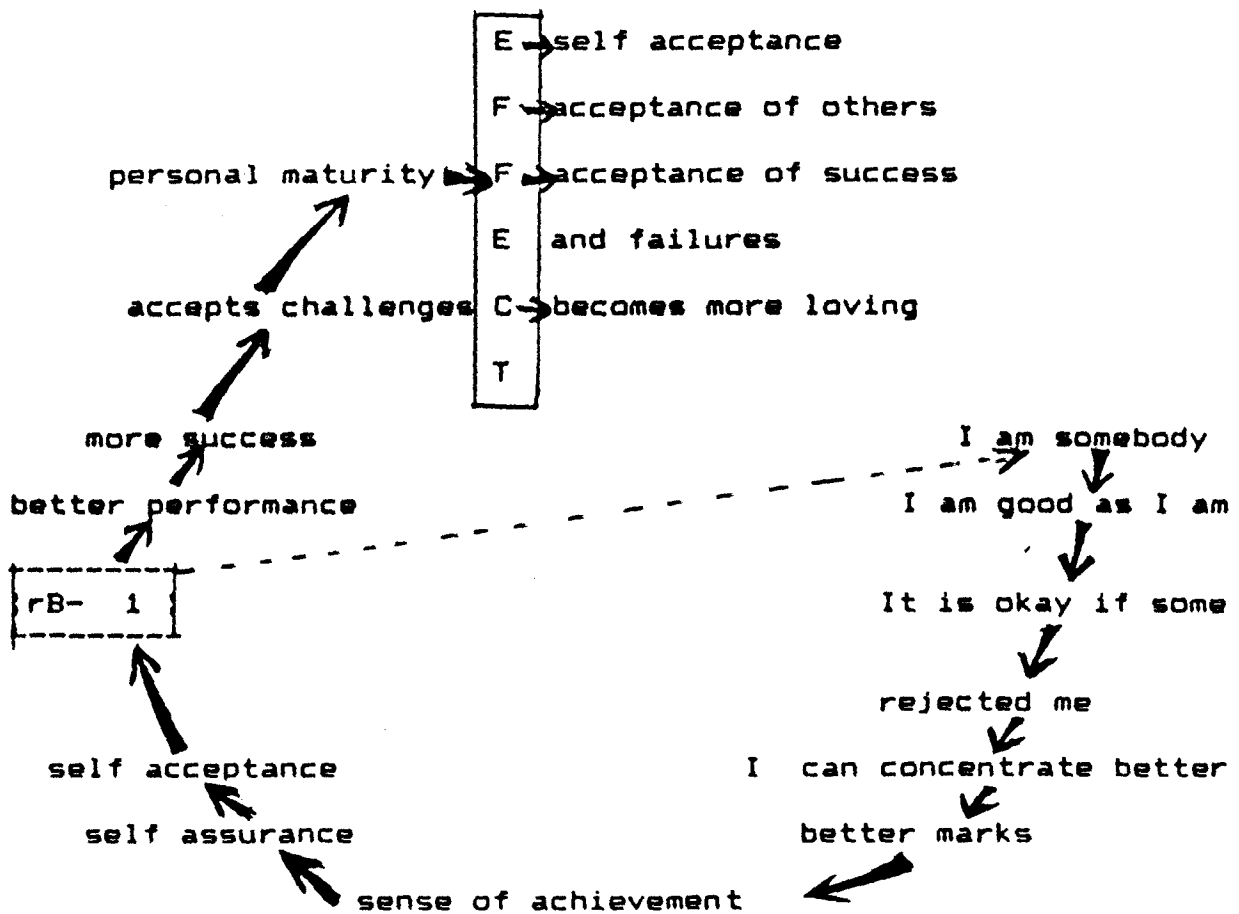 E self acceptance
F acceptance of others
personal maturity F acceptance of success
E and failures
accepts challenges C becomes more loving
T
more success I am somebody
better performance I am good as I am
rB- 1 It is okay if some
rejected me
self acceptance I can concentrate better
self assurance better marks
sense of achievement